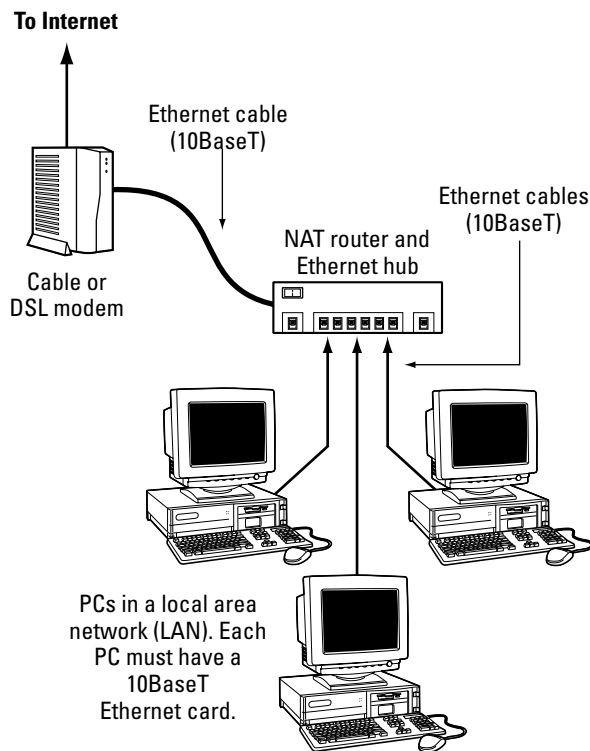 To Internet
Ethernet cable
(10BaseT)
Ethernet cables
(10BaseT)
NAT router and
Ethernet hub
Cable or
DSL modem
PCs in a local area
network (LAN). Each
PC must have a
10BaseT
Ethernet card.